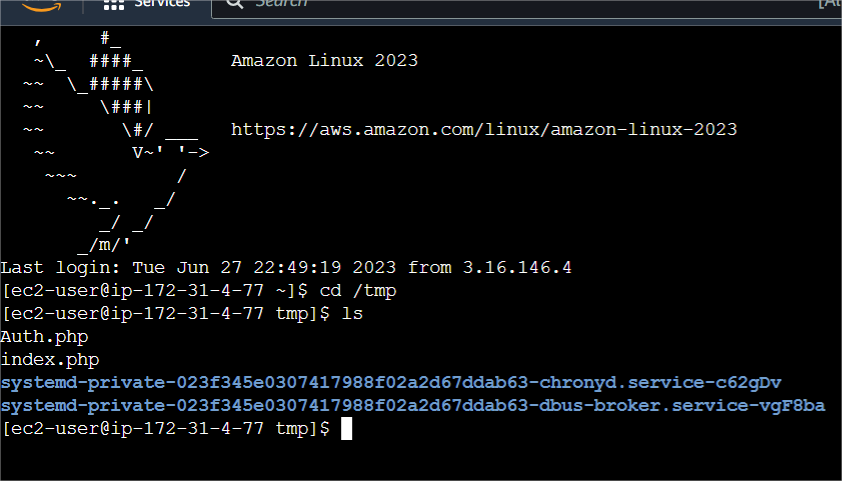 Services Search
, #_
~\_ ####_ Amazon Linux 2023
~~ \_#####\
~~ \###|
~~ \#/ ___ https://aws.amazon.com/linux/amazon-linux-2023
~~ V~' '->
~~~ /
~~._. _/
_/ _/
_/m/'
Last login: Tue Jun 27 22:49:19 2023 from 3.16.146.4
[ec2-user@ip-172-31-4-77 ~]$ cd /tmp
[ec2-user@ip-172-31-4-77 tmp]$ ls
Auth.php
index.php
systemd-private-023f345e0307417988f02a2d67ddab63-chronyd.service-c62gDv
systemd-private-023f345e0307417988f02a2d67ddab63-dbus-broker.service-vgF8ba
[ec2-user@ip-172-31-4-77 tmp]$